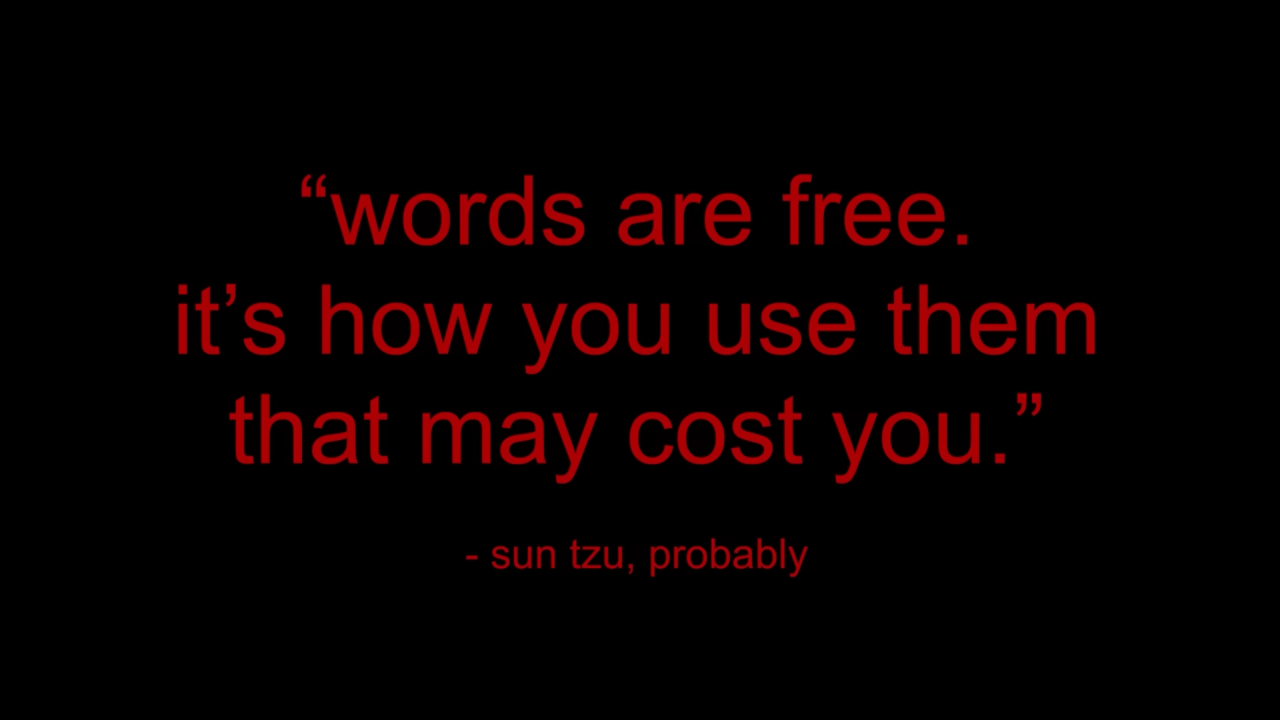 “words are free.
it’s how you use them
that may cost you.”
- sun tzu, probably